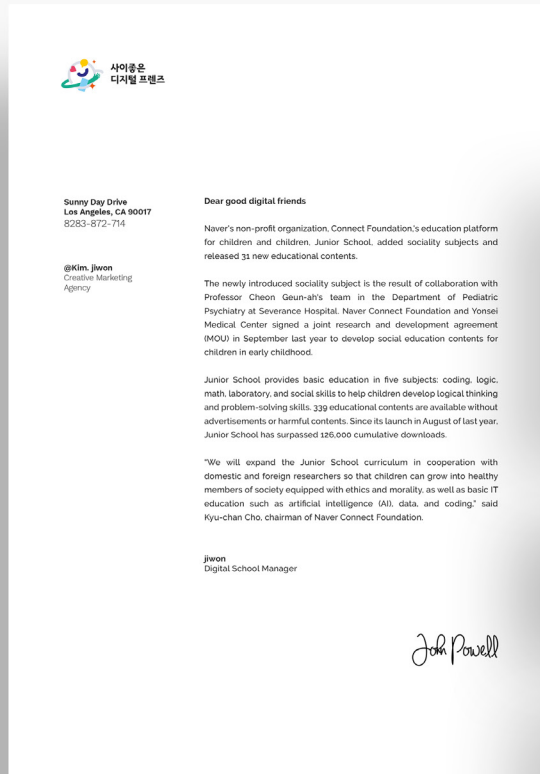 사이좋은
디지털 프렌즈
Sunny Day Drive
Los Angeles, CA 90017
8283-872-714
@Kim. jiwon
Creative Marketing
Agency
Dear good digital friends
Naver's non-profit organization, Connect Foundation,'s education platform
for children and children, Junior School, added sociality subjects and
released 31 new educational contents.
The newly introduced sociality subject is the result of collaboration with
Professor Cheon Geun-ah's team in the Department of Pediatric
Psychiatry at Severance Hospital. Naver Connect Foundation and Yonsei
Medical Center signed a joint research and development agreement
(MOU) in September last year to develop social education contents for
children in early childhood.
Junior School provides basic education in five subjects: coding, logic,
math, laboratory, and social skills to help children develop logical thinking
and problem-solving skills. 339 educational contents are available without
advertisements or harmful contents. Since its launch in August of last year,
Junior School has surpassed 126,000 cumulative downloads.
"We will expand the Junior School curriculum in cooperation with
domestic and foreign researchers so that children can grow into healthy
members of society equipped with ethics and morality, as well as basic IT
education such as artificial intelligence (AI), data, and coding," said
Kyu-chan Cho, chairman of Naver Connect Foundation.
jiwon
Digital School Manager
John Powell